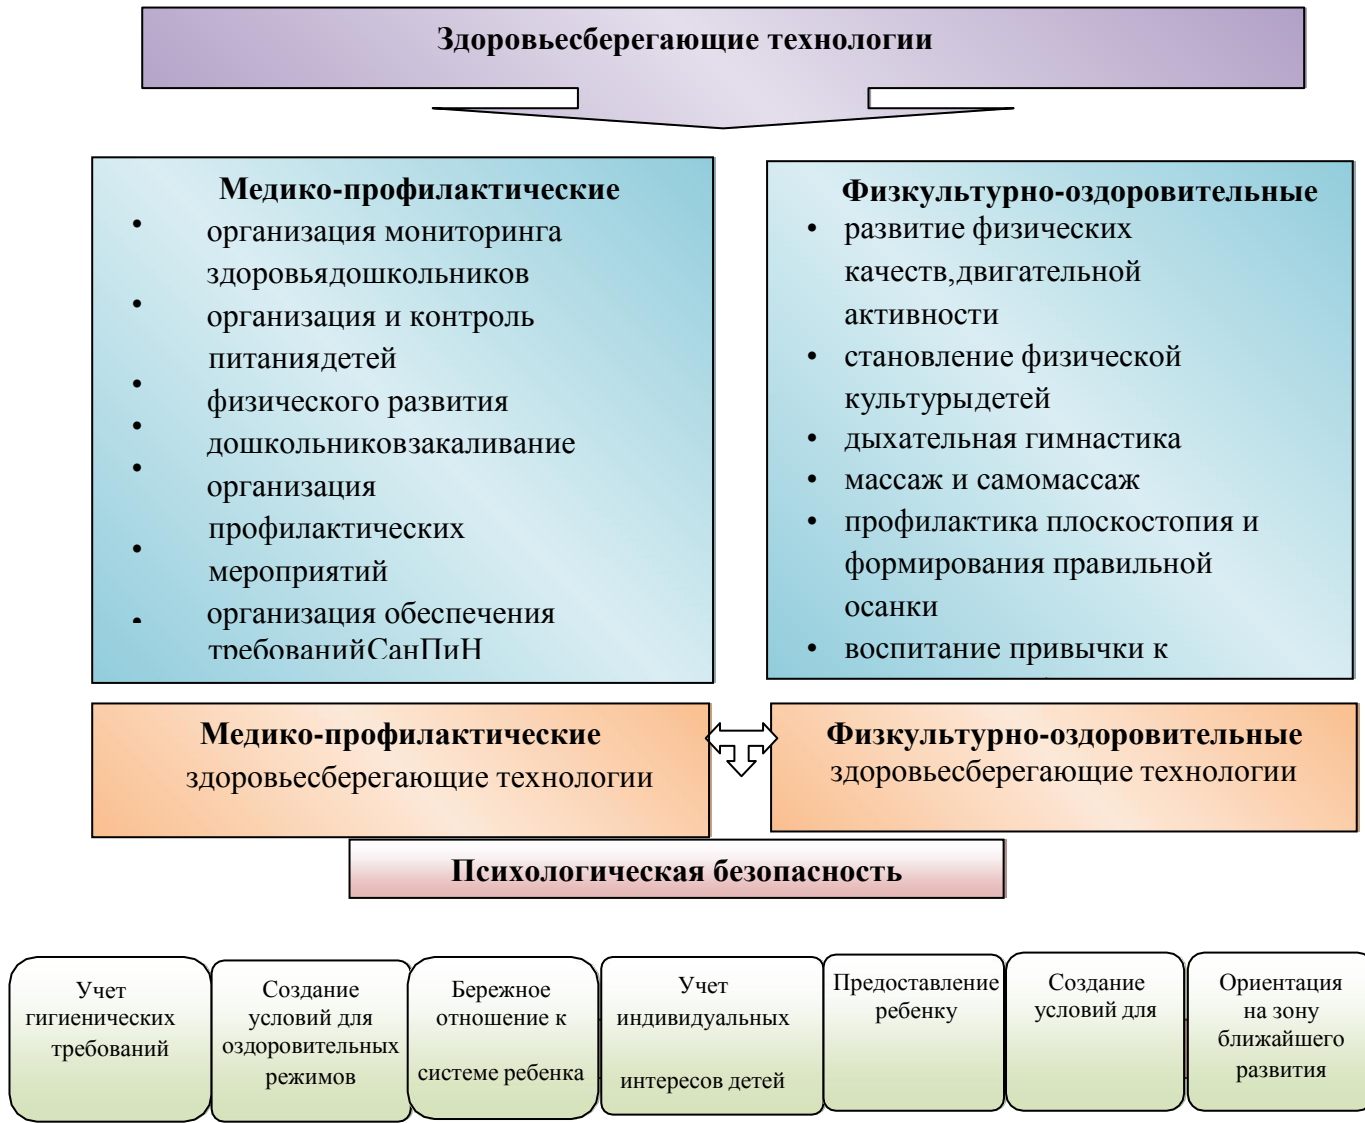 Здоровьесберегающие технологии
Медико-профилактические
• организация мониторинга
здоровьядошкольников
• организация и контроль
питаниядетей
• физического развития
• дошкольниковзакаливание
• организация
профилактических
• мероприятий
• организация обеспечения
требованийСанПиН
Физкультурно-оздоровительные
• развитие физических
качеств,двигательной
активности
• становление физической
культурыдетей
• дыхательная гимнастика
• массаж и самомассаж
• профилактика плоскостопия и
формирования правильной
осанки
• воспитание привычки к
Медико-профилактические
здоровьесберегающие технологии
Физкультурно-оздоровительные
здоровьесберегающие технологии
Психологическая безопасность
Учет
гигиенических
требований
Создание
условий для
оздоровительных
режимов
Бережное
отношение к
системе ребенка
Учет
индивидуальных
интересов детей
Предоставление
ребенку
Создание
условий для
Ориентация
на зону
ближайшего
развития